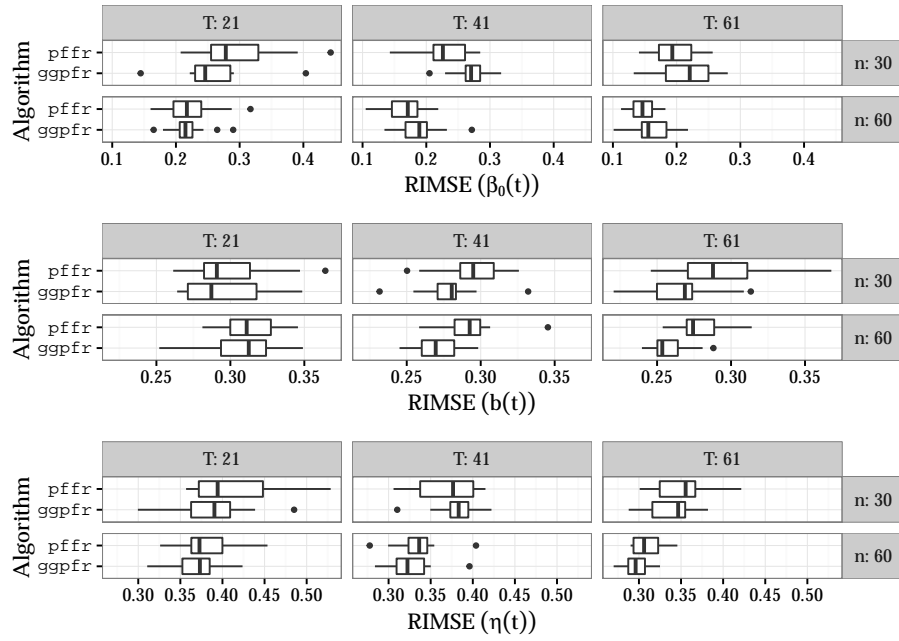 T: 21 T: 41 T: 61
Algorithm
pffr
ggpfr
n: 30
pffr
ggpfr
n: 60
0.1 0.2 0.3 0.4 0.1 0.2 0.3 0.4 0.1 0.2 0.3 0.4
RIMSE (β₀(t))
T: 21 T: 41 T: 61
Algorithm
pffr
ggpfr
n: 30
pffr
ggpfr
n: 60
0.25 0.30 0.35 0.25 0.30 0.35 0.25 0.30 0.35
RIMSE (b(t))
T: 21 T: 41 T: 61
Algorithm
pffr
ggpfr
n: 30
pffr
ggpfr
n: 60
0.30 0.35 0.40 0.45 0.50 0.30 0.35 0.40 0.45 0.50 0.30 0.35 0.40 0.45 0.50
RIMSE (η(t))